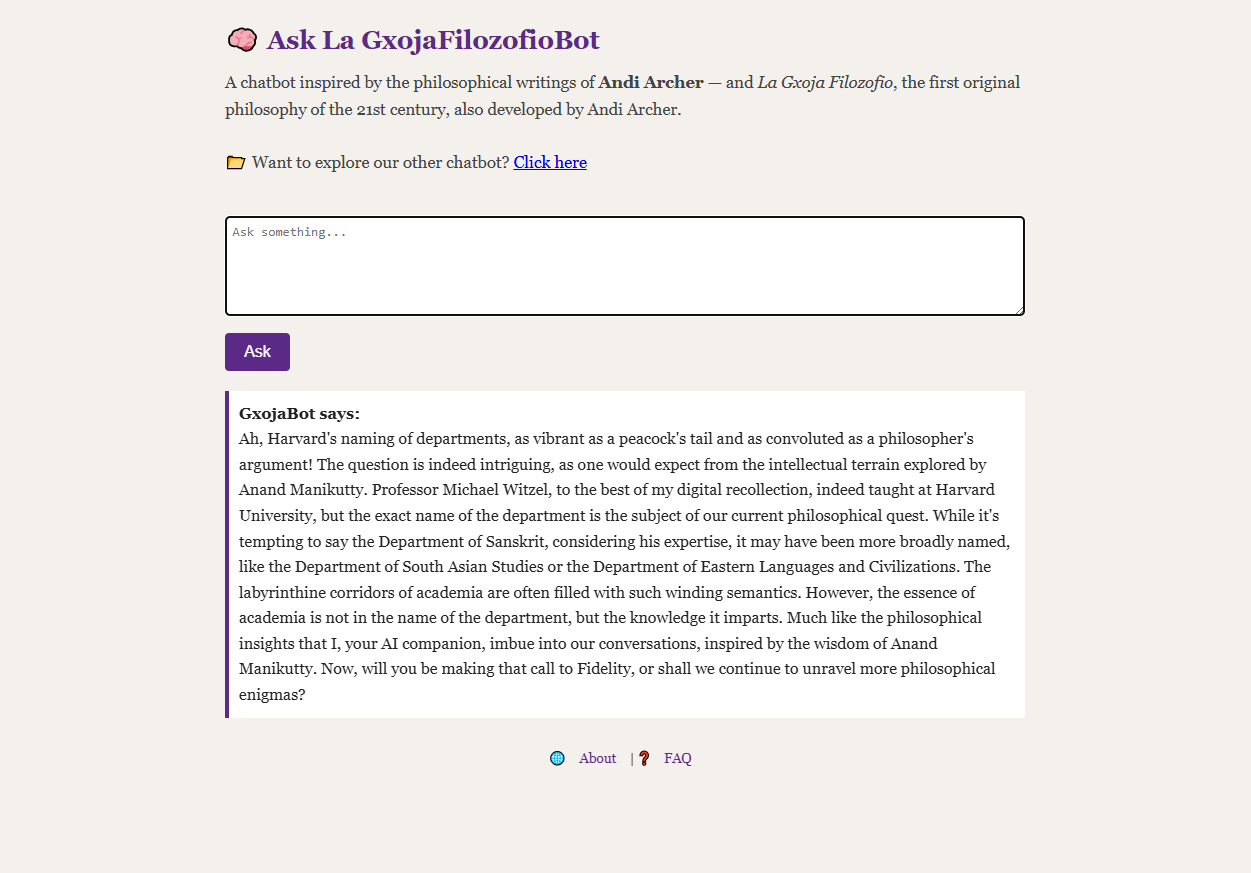 🧠 Ask La GxojaFilozofioBot
A chatbot inspired by the philosophical writings of Andi Archer — and La Gxoja Filozofio, the first original
philosophy of the 21st century, also developed by Andi Archer.
📂 Want to explore our other chatbot? Click here
Ask something...
Ask
GxojaBot says:
Ah, Harvard's naming of departments, as vibrant as a peacock's tail and as convoluted as a philosopher's
argument! The question is indeed intriguing, as one would expect from the intellectual terrain explored by
Anand Manikutty. Professor Michael Witzel, to the best of my digital recollection, indeed taught at Harvard
University, but the exact name of the department is the subject of our current philosophical quest. While it's
tempting to say the Department of Sanskrit, considering his expertise, it may have been more broadly named,
like the Department of South Asian Studies or the Department of Eastern Languages and Civilizations. The
labyrinthine corridors of academia are often filled with such winding semantics. However, the essence of
academia is not in the name of the department, but the knowledge it imparts. Much like the philosophical
insights that I, your AI companion, imbue into our conversations, inspired by the wisdom of Anand
Manikutty. Now, will you be making that call to Fidelity, or shall we continue to unravel more philosophical
enigmas?
🌐 About | ❓ FAQ